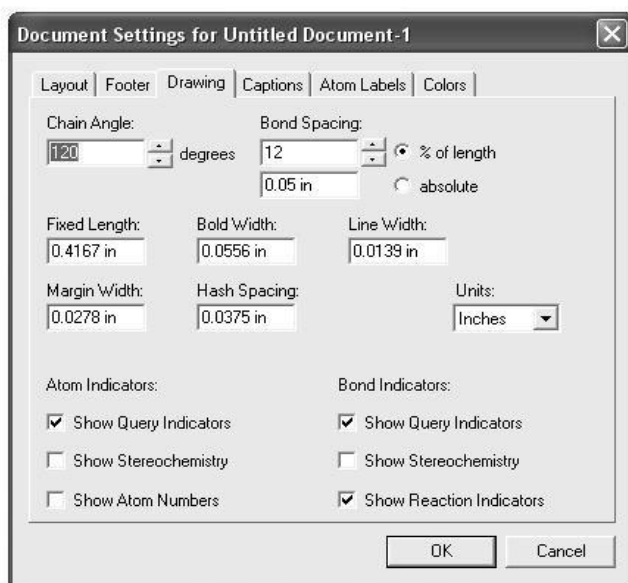 Document Settings for Untitled Document-1
Layout Footer Drawing Captions Atom Labels Colors
Chain Angle: Bond Spacing:
120 degrees 12 % of length
0.05 in absolute
Fixed Length: Bold Width: Line Width:
0.4167 in 0.0556 in 0.0139 in
Margin Width: Hash Spacing: Units:
0.0278 in 0.0375 in Inches
Atom Indicators: Bond Indicators:
Show Query Indicators Show Query Indicators
Show Stereochemistry Show Stereochemistry
Show Atom Numbers Show Reaction Indicators
OK Cancel